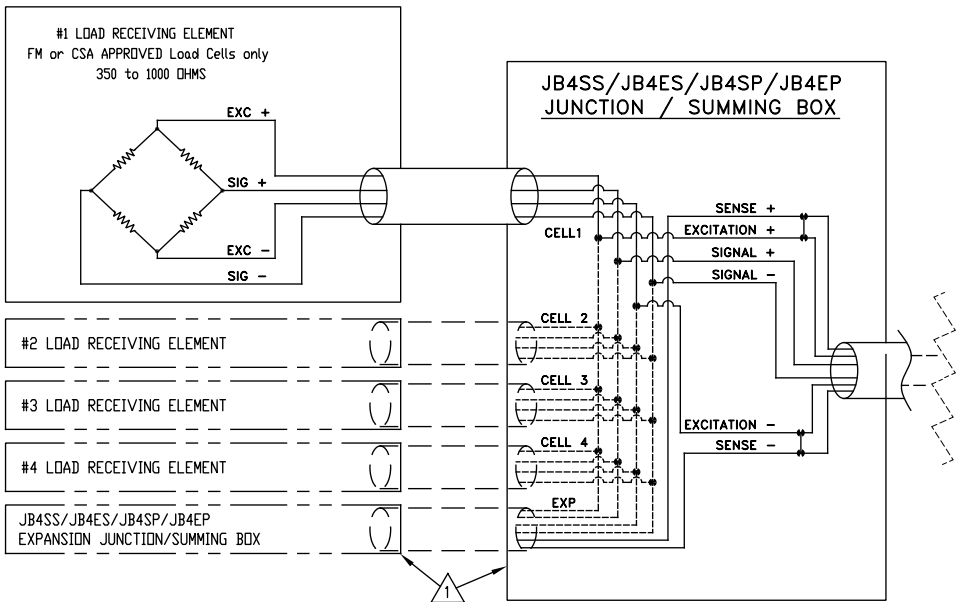 #1 LOAD RECEIVING ELEMENT
FM or CSA APPROVED Load Cells only
350 to 1000 OHMS
EXC +
SIG +
EXC -
SIG -
JB4SS/JB4ES/JB4SP/JB4EP
JUNCTION / SUMMING BOX
CELL1
SENSE +
EXCITATION +
SIGNAL +
SIGNAL -
#2 LOAD RECEIVING ELEMENT
CELL 2
#3 LOAD RECEIVING ELEMENT
CELL 3
EXCITATION -
SENSE -
#4 LOAD RECEIVING ELEMENT
CELL 4
JB4SS/JB4ES/JB4SP/JB4EP
EXPANSION JUNCTION/SUMMING BOX
EXP
1